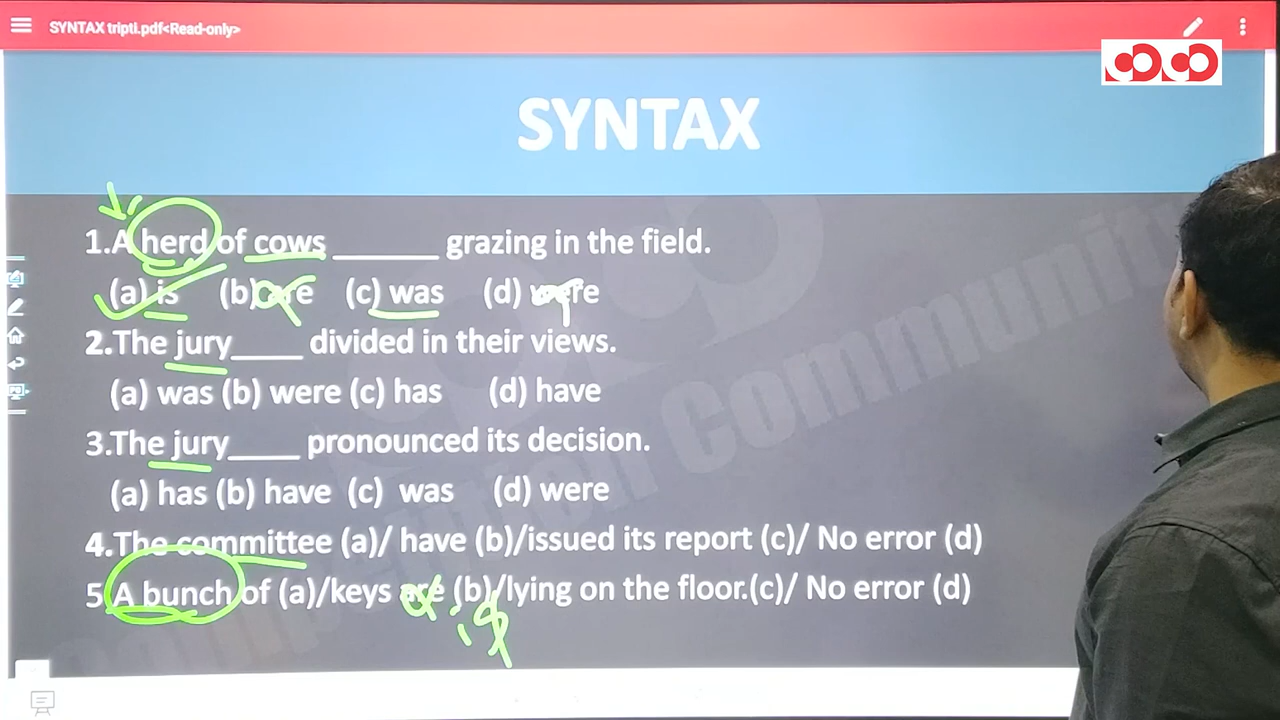 SYNTAX tripti.pdf<Read-only>
SYNTAX
1.A herd of cows ______ grazing in the field.
(a) is (b) are (c) was (d) were
2.The jury____ divided in their views.
(a) was (b) were (c) has (d) have
3.The jury____ pronounced its decision.
(a) has (b) have (c) was (d) were
4.The committee (a)/ have (b)/issued its report (c)/ No error (d)
5.A bunch of (a)/keys are (b)/lying on the floor.(c)/ No error (d)
is